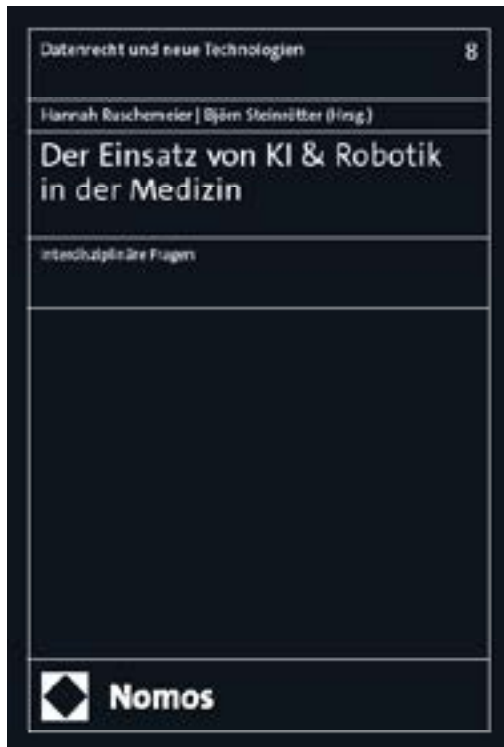 Datenrecht und neue Technologien 8
Hannah Ruschemeier | Björn Steinrötter (Hrsg.)
Der Einsatz von KI & Robotik
in der Medizin
Interdisziplinäre Fragen
Nomos